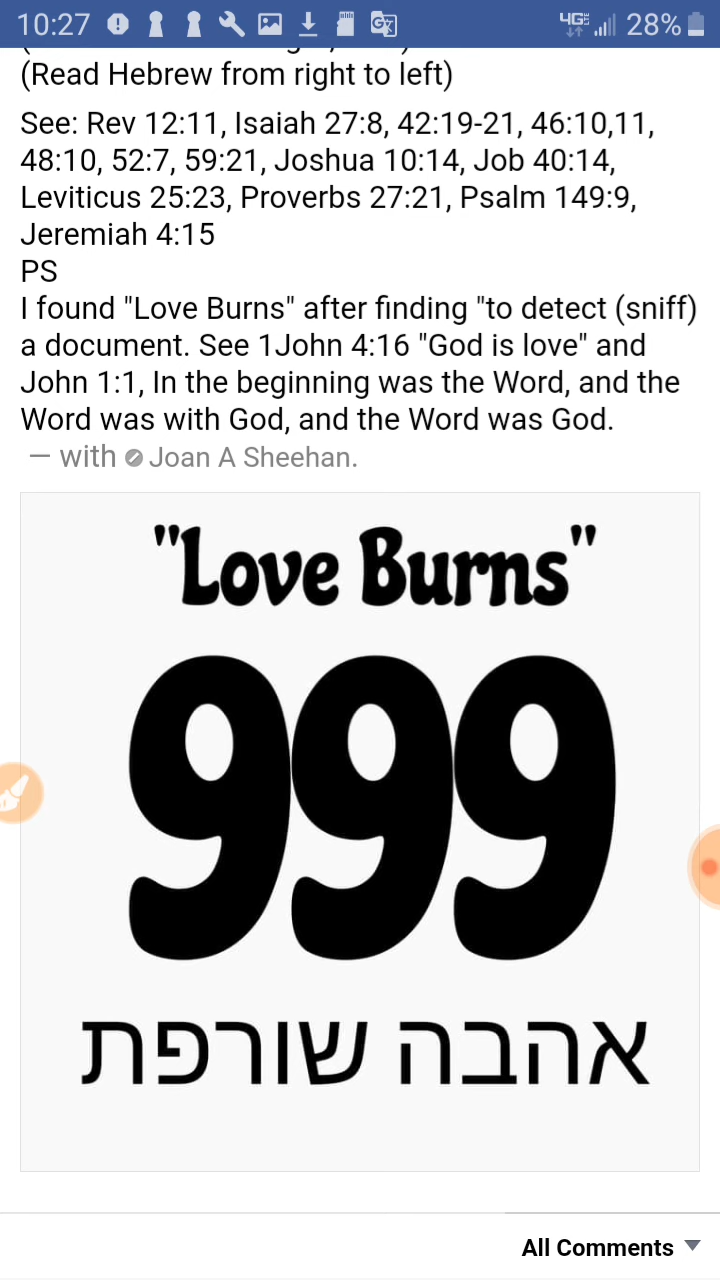 10:27
4G
28%
(Read Hebrew from right to left)
See: Rev 12:11, Isaiah 27:8, 42:19-21, 46:10,11,
48:10, 52:7, 59:21, Joshua 10:14, Job 40:14,
Leviticus 25:23, Proverbs 27:21, Psalm 149:9,
Jeremiah 4:15
PS
I found "Love Burns" after finding "to detect (sniff)
a document. See 1John 4:16 "God is love" and
John 1:1, In the beginning was the Word, and the
Word was with God, and the Word was God.
— with Joan A Sheehan.
"Love Burns"
999
אהבה שורפת
All Comments